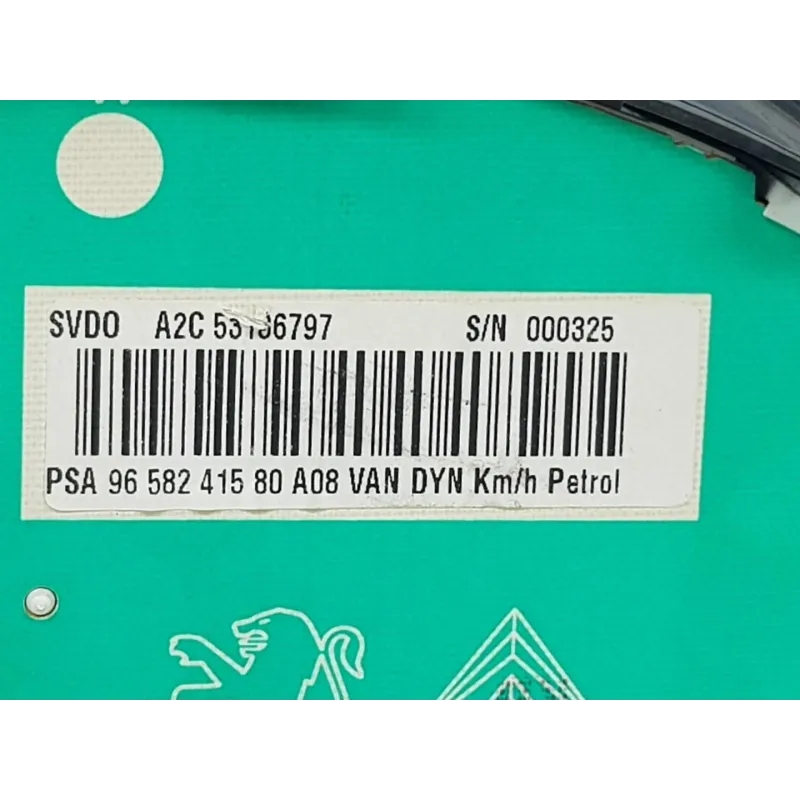 SVDO A2C S/N 000325
PSA 96 582 415 80 A08 VAN DYN Km/h Petrol